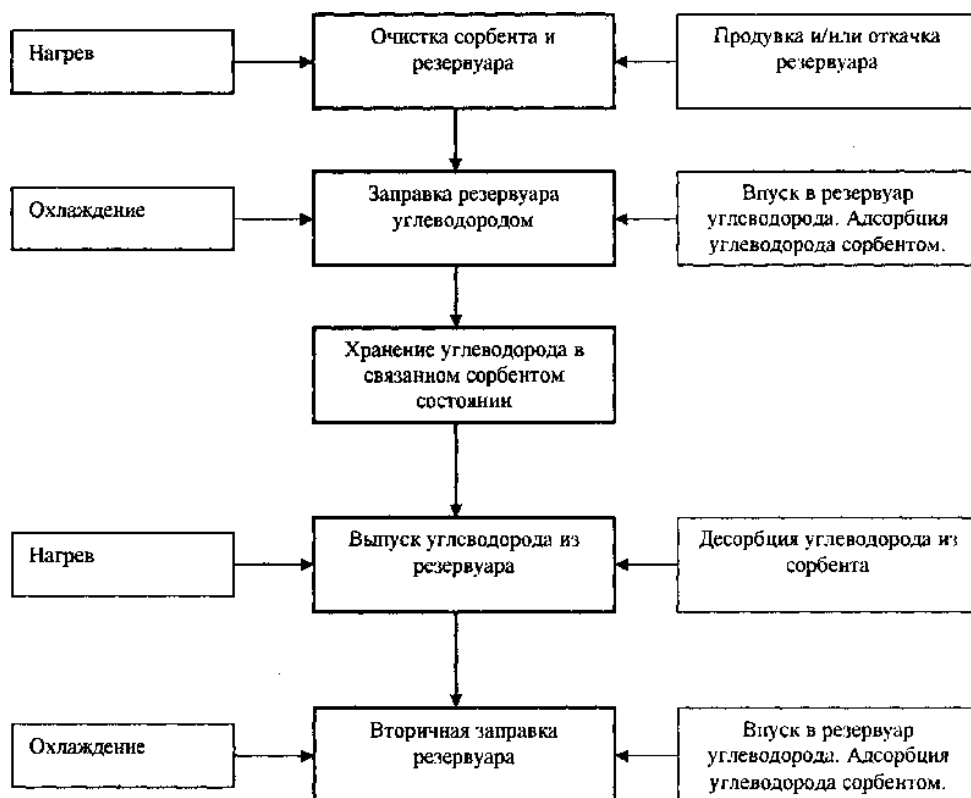 Нагрев
Очистка сорбента и
резервуара
Продувка и/или откачка
резервуара
Охлаждение
Заправка резервуара
углеводородом
Впуск в резервуар
углеводорода. Адсорбция
углеводорода сорбентом.
Хранение углеводорода в
связанном сорбентом
состоянии
Нагрев
Выпуск углеводорода из
резервуара
Десорбция углеводорода из
сорбента
Охлаждение
Вторичная заправка
резервуара
Впуск в резервуар
углеводорода. Адсорбция
углеводорода сорбентом.